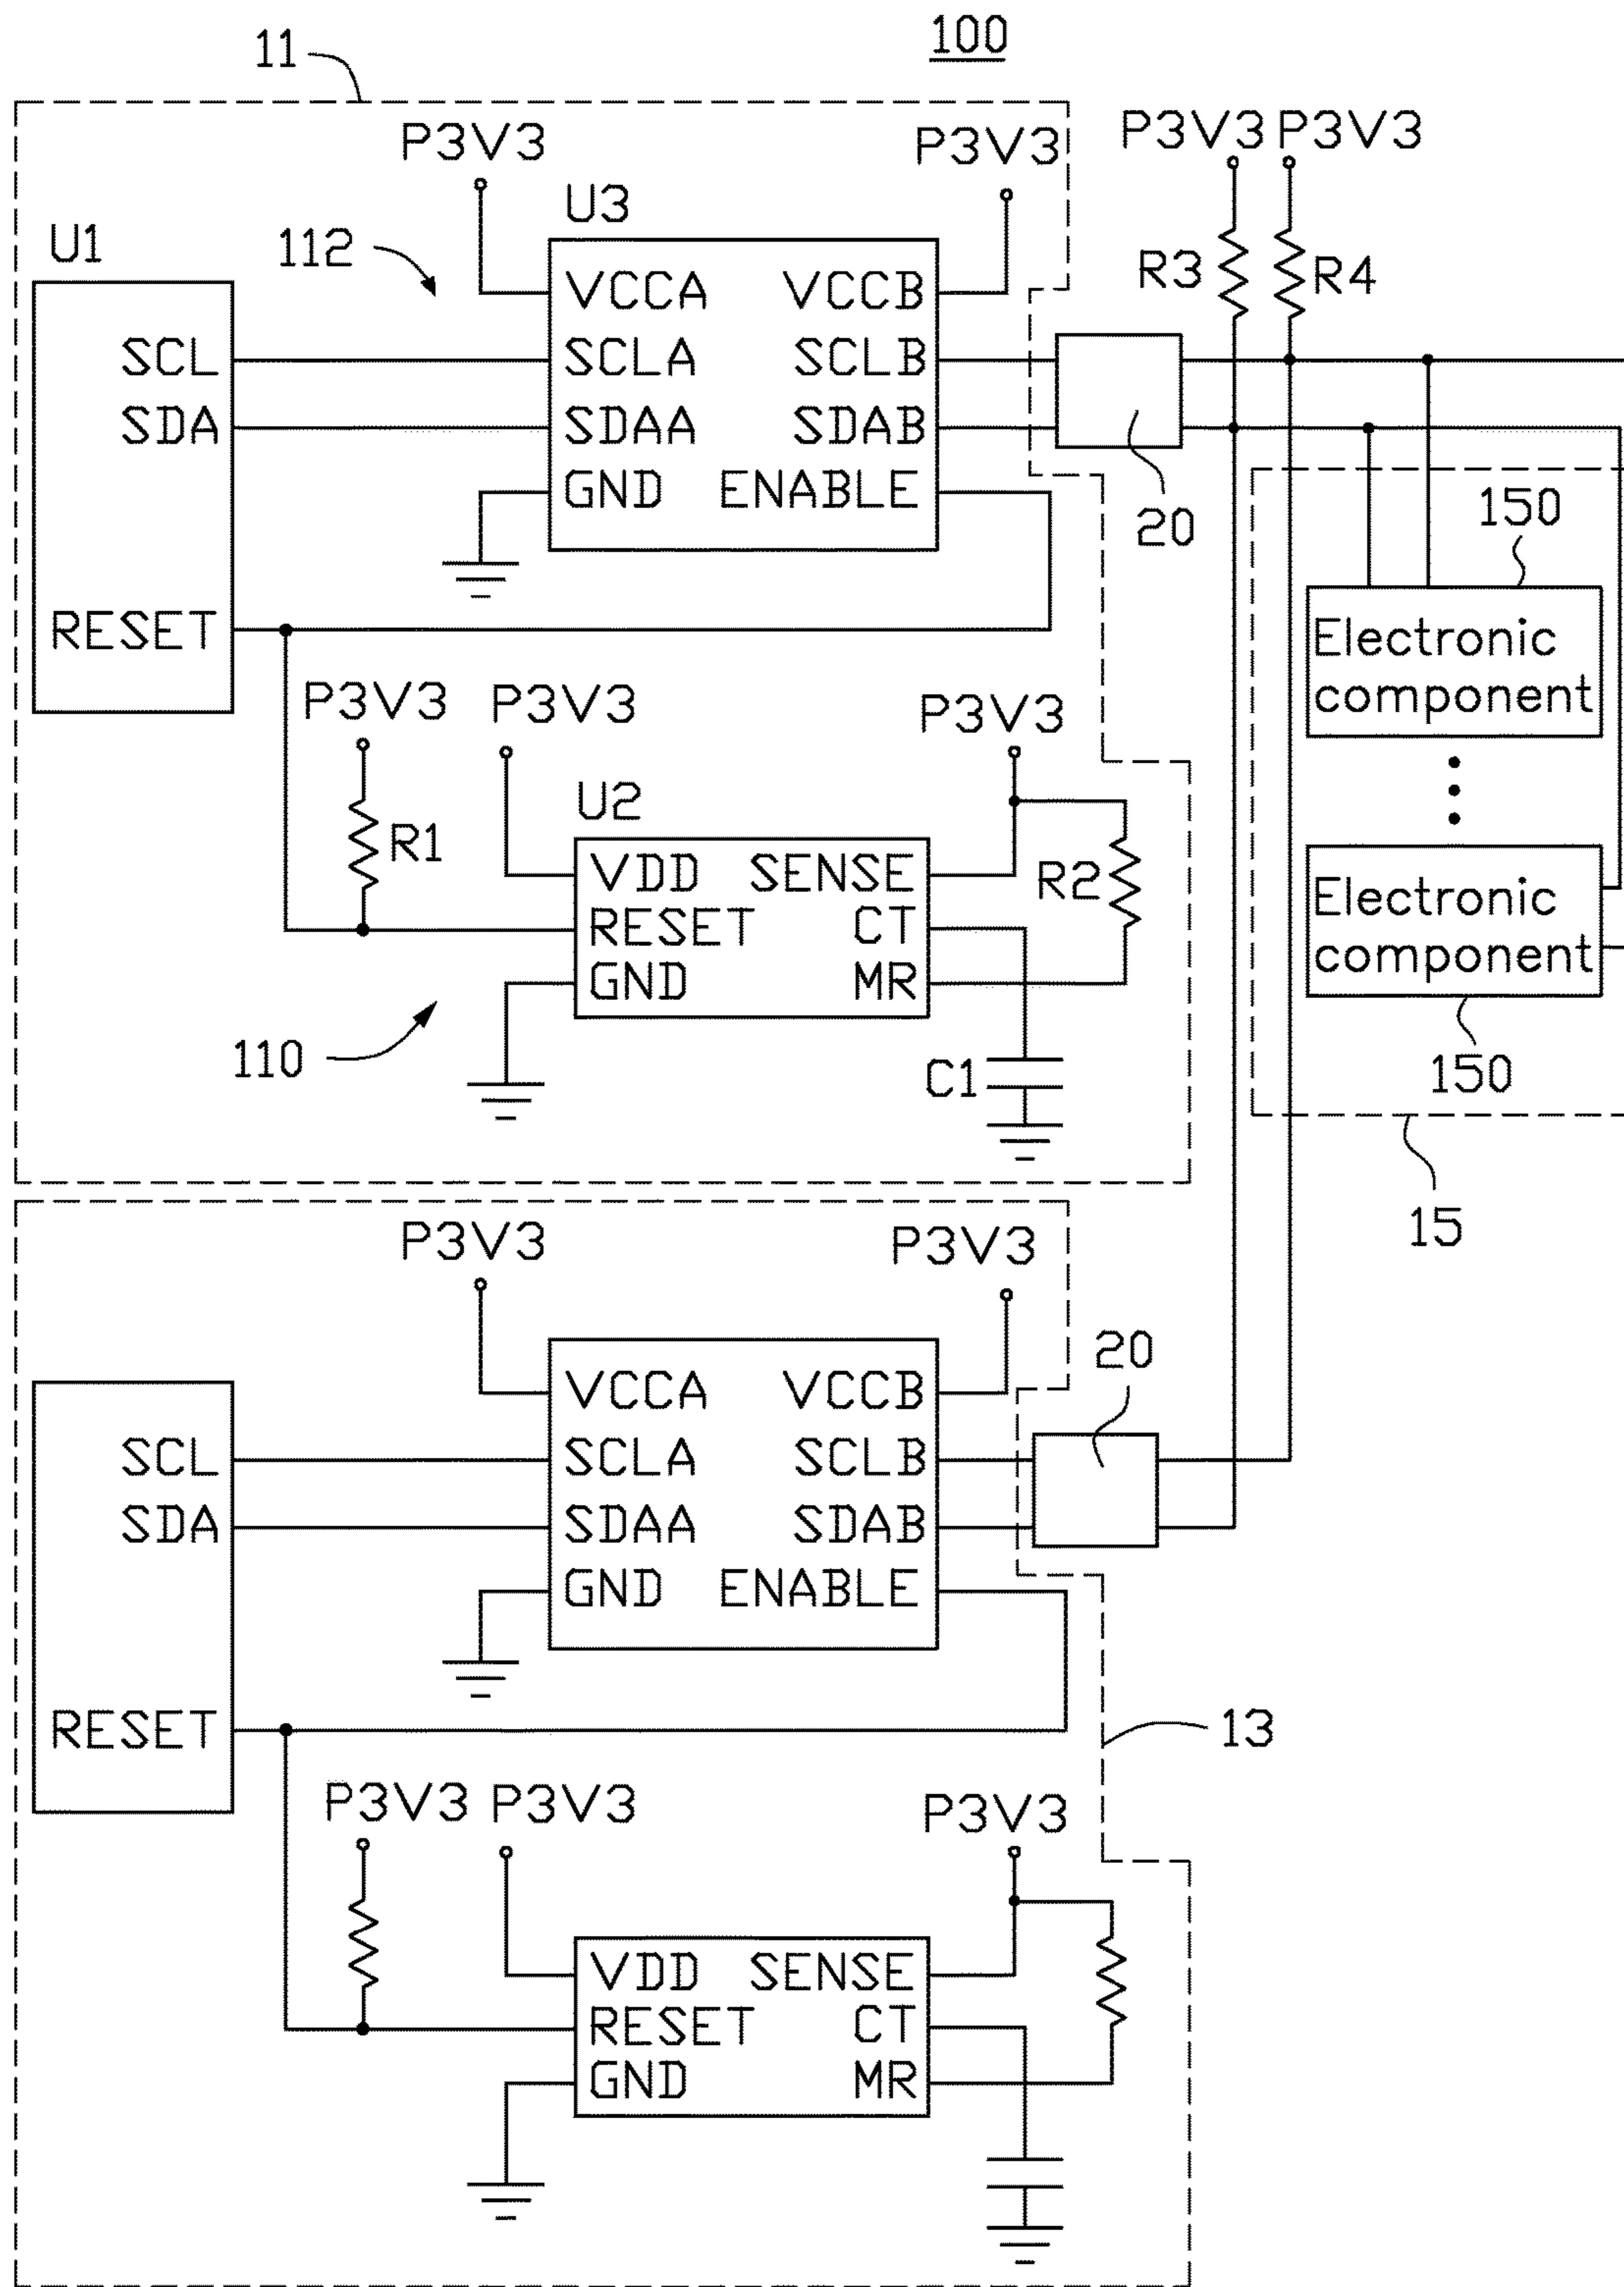 100
11
P3V3
P3V3
P3V3 P3V3
U3
U1
112
R3
R4
VCCA VCCB
SCL
SCLA SCLB
SDA
SDAA SDAB
GND ENABLE
20
150
RESET
Electronic
component
P3V3
P3V3
P3V3
U2
R1
R2
VDD SENSE
RESET CT
GND MR
Electronic
component
110
C1
150
15
P3V3
P3V3
20
VCCA VCCB
SCL
SCLA SCLB
SDA
SDAA SDAB
GND ENABLE
RESET
13
P3V3
P3V3
P3V3
VDD SENSE
RESET CT
GND MR